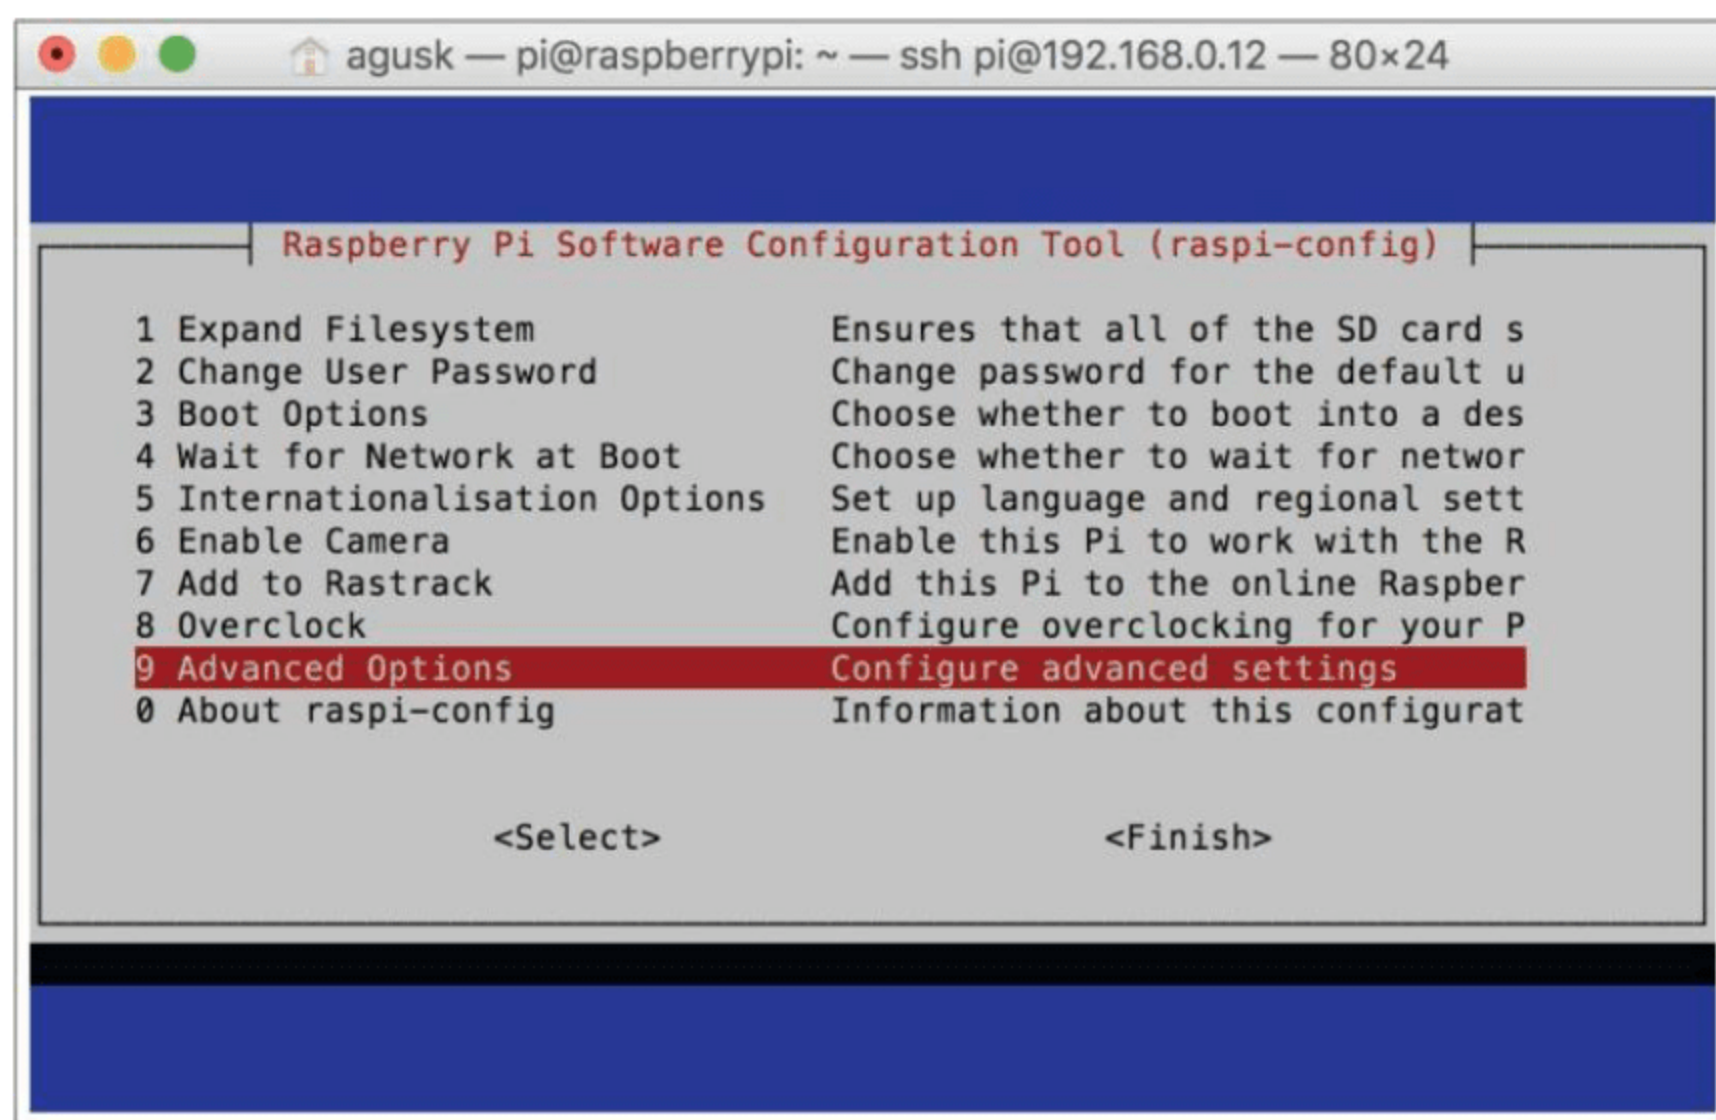 agusk — pi@raspberrypi: ~ — ssh pi@192.168.0.12 — 80×24
Raspberry Pi Software Configuration Tool (raspi-config)
1 Expand Filesystem Ensures that all of the SD card s
2 Change User Password Change password for the default u
3 Boot Options Choose whether to boot into a des
4 Wait for Network at Boot Choose whether to wait for networ
5 Internationalisation Options Set up language and regional sett
6 Enable Camera Enable this Pi to work with the R
7 Add to Rastrack Add this Pi to the online Raspber
8 Overclock Configure overclocking for your P
9 Advanced Options Configure advanced settings
0 About raspi-config Information about this configurat
<Select> <Finish>